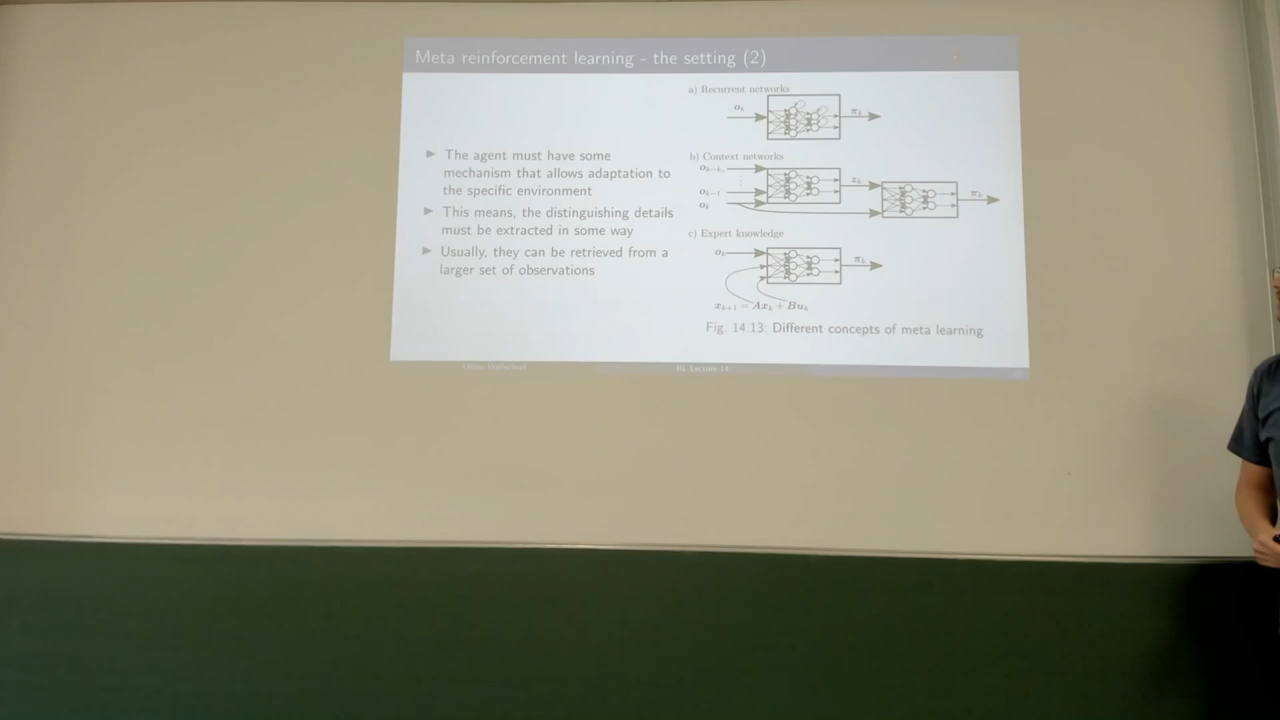 Meta reinforcement learning - the setting (2)
▶ The agent must have some
mechanism that allows adaptation to
the specific environment
▶ This means, the distinguishing details
must be extracted in some way
▶ Usually, they can be retrieved from a
larger set of observations
a) Recurrent networks
oₖ
πₖ
b) Context networks
oₖ₋₁
oₖ
zₖ
πₖ
c) Expert knowledge
oₖ
πₖ
xₖ₊₁ = Axₖ + Buₖ
Fig. 14.13: Different concepts of meta learning
RL Lecture 14